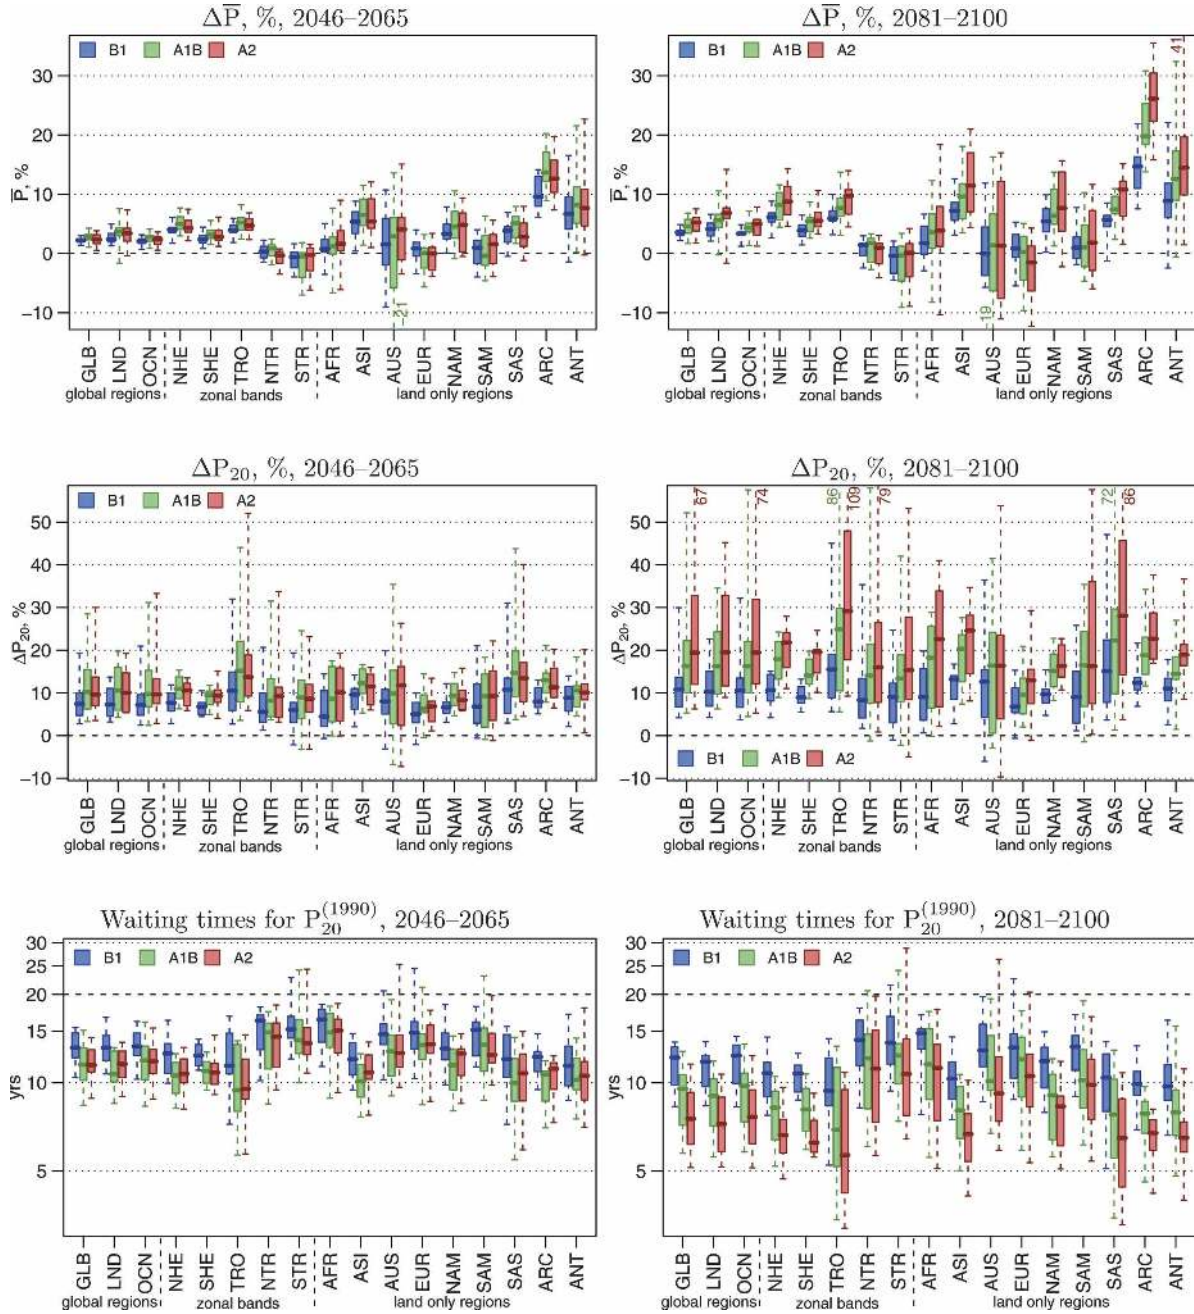 ΔP̅, %, 2046–2065
B1 A1B A2
P̅, %
30
20
10
0
−10
21
GLB LND OCN NHE SHE TRO NTR STR AFR ASI AUS EUR NAM SAM SAS ARC ANT
global regions zonal bands land only regions
ΔP̅, %, 2081–2100
B1 A1B A2
41
P̅, %
30
20
10
0
−10
19
GLB LND OCN NHE SHE TRO NTR STR AFR ASI AUS EUR NAM SAM SAS ARC ANT
global regions zonal bands land only regions
ΔP₂₀, %, 2046–2065
B1 A1B A2
ΔP₂₀, %
50
40
30
20
10
0
−10
GLB LND OCN NHE SHE TRO NTR STR AFR ASI AUS EUR NAM SAM SAS ARC ANT
global regions zonal bands land only regions
ΔP₂₀, %, 2081–2100
67 74 86 109 79 72 86
ΔP₂₀, %
50
40
30
20
10
0
−10
B1 A1B A2
GLB LND OCN NHE SHE TRO NTR STR AFR ASI AUS EUR NAM SAM SAS ARC ANT
global regions zonal bands land only regions
Waiting times for P₂₀⁽¹⁹⁹⁰⁾, 2046–2065
B1 A1B A2
yrs
30
25
20
15
10
5
GLB LND OCN NHE SHE TRO NTR STR AFR ASI AUS EUR NAM SAM SAS ARC ANT
global regions zonal bands land only regions
Waiting times for P₂₀⁽¹⁹⁹⁰⁾, 2081–2100
B1 A1B A2
yrs
30
25
20
15
10
5
GLB LND OCN NHE SHE TRO NTR STR AFR ASI AUS EUR NAM SAM SAS ARC ANT
global regions zonal bands land only regions